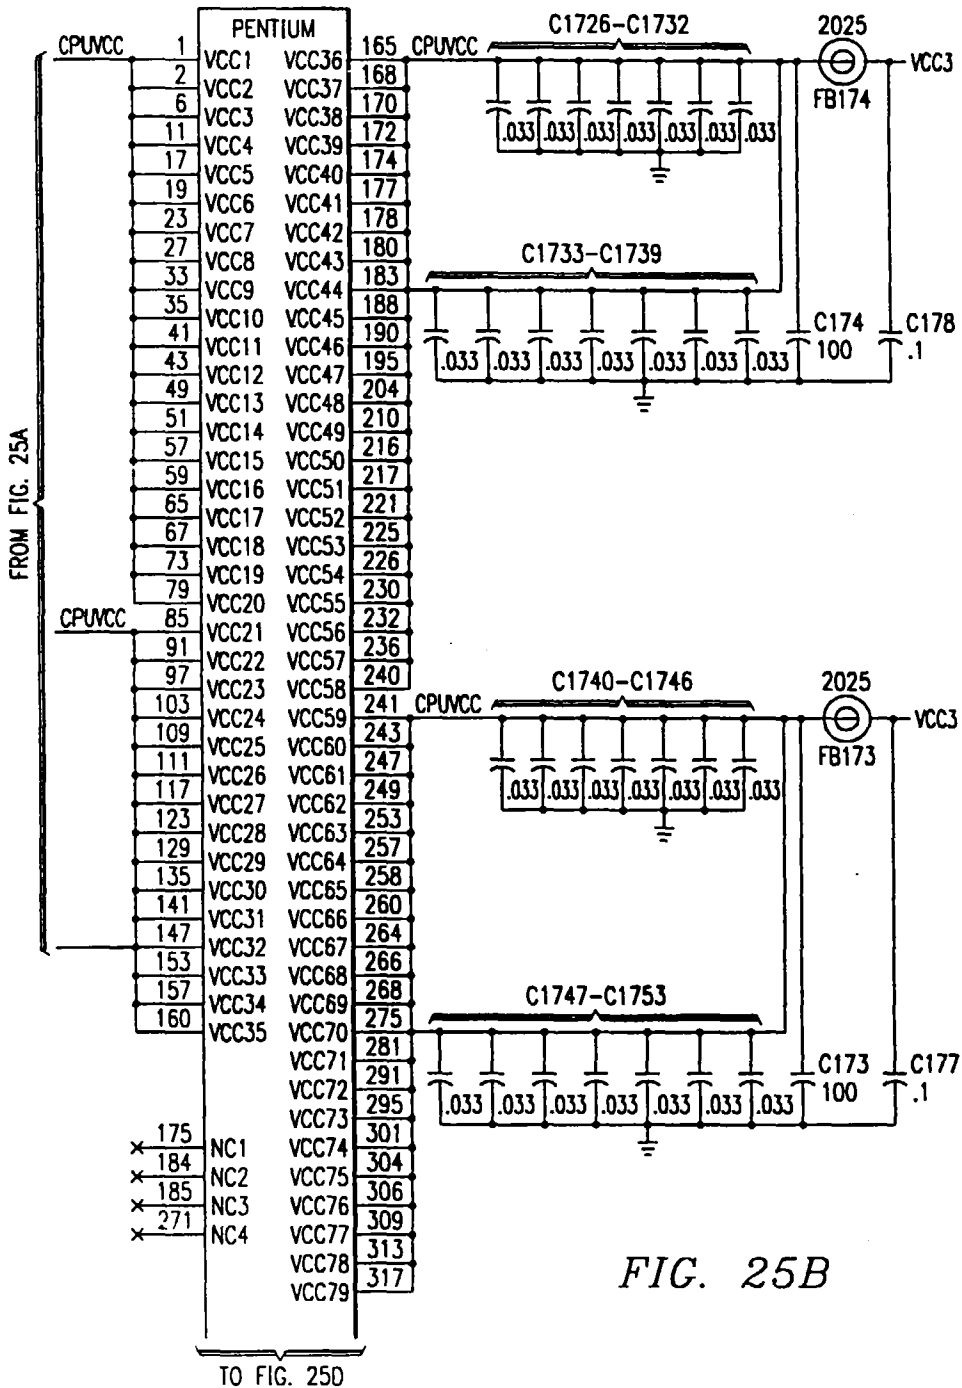 PENTIUM
C1726-C1732
2025
CPUVCC 1 VCC1 VCC36 165 CPUVCC VCC3
2 VCC2 VCC37 168
FB174
6 VCC3 VCC38 170
.033 .033 .033 .033 .033 .033 .033
11 VCC4 VCC39 172
17 VCC5 VCC40 174
19 VCC6 VCC41 177
23 VCC7 VCC42 178
27 VCC8 VCC43 180
C1733-C1739
33 VCC9 VCC44 183
35 VCC10 VCC45 188
C174 C178
41 VCC11 VCC46 190
100 .1
.033 .033 .033 .033 .033 .033 .033
43 VCC12 VCC47 195
49 VCC13 VCC48 204
51 VCC14 VCC49 210
57 VCC15 VCC50 216
59 VCC16 VCC51 217
65 VCC17 VCC52 221
67 VCC18 VCC53 225
73 VCC19 VCC54 226
79 VCC20 VCC55 230
FROM FIG. 25A
CPUVCC 85 VCC21 VCC56 232
91 VCC22 VCC57 236
97 VCC23 VCC58 240
C1740-C1746
2025
103 VCC24 VCC59 241 CPUVCC VCC3
109 VCC25 VCC60 243
FB173
111 VCC26 VCC61 247
.033 .033 .033 .033 .033 .033 .033
117 VCC27 VCC62 249
123 VCC28 VCC63 253
129 VCC29 VCC64 257
135 VCC30 VCC65 258
141 VCC31 VCC66 260
147 VCC32 VCC67 264
153 VCC33 VCC68 266
157 VCC34 VCC69 268
C1747-C1753
160 VCC35 VCC70 275
VCC71 281
C173 C177
VCC72 291
100 .1
.033 .033 .033 .033 .033 .033 .033
VCC73 295
175 NC1 VCC74 301
184 NC2 VCC75 304
185 NC3 VCC76 306
271 NC4 VCC77 309
VCC78 313
VCC79 317
FIG. 25B
TO FIG. 25D